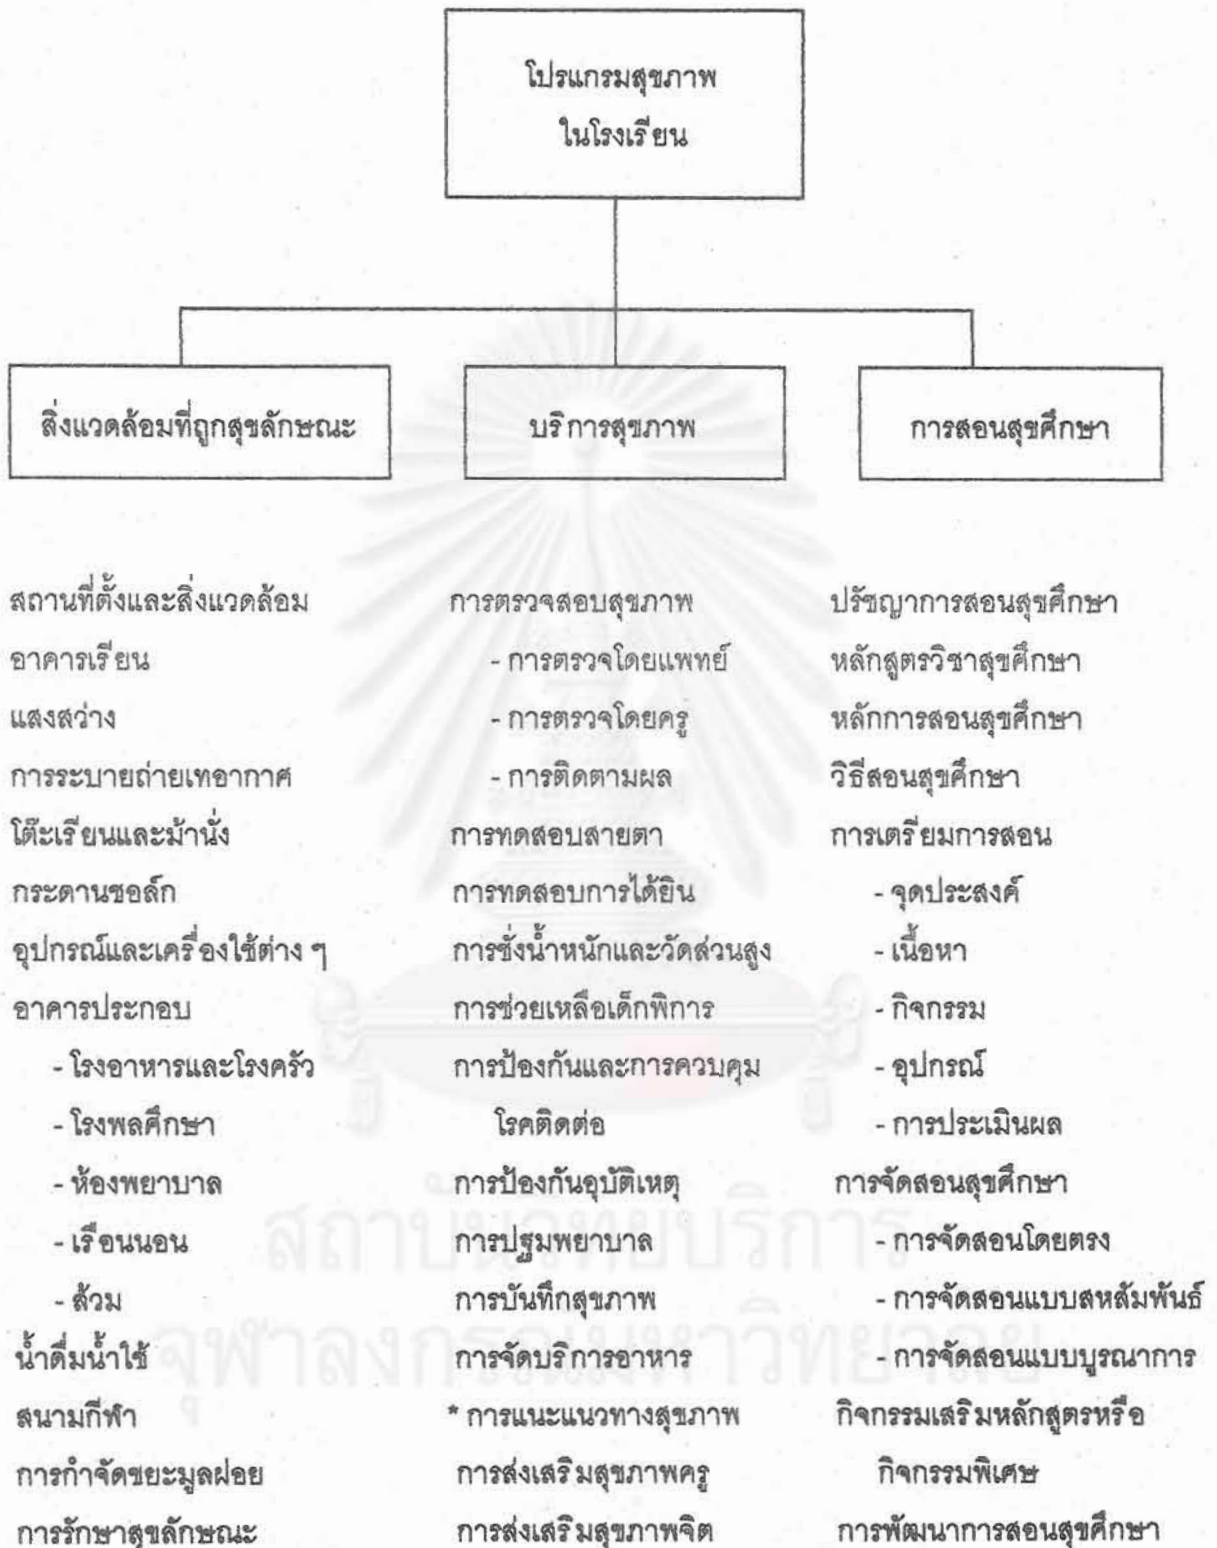 โปรแกรมสุขภาพ
ในโรงเรียน
สิ่งแวดล้อมที่ถูกสุขลักษณะ
บริการสุขภาพ
การสอนสุขศึกษา
สถานที่ตั้งและสิ่งแวดล้อม
อาคารเรียน
แสงสว่าง
การระบายถ่ายเทอากาศ
โต๊ะเรียนและม้านั่ง
กระดานชอล์ก
อุปกรณ์และเครื่องใช้ต่าง ๆ
อาคารประกอบ
- โรงอาหารและโรงครัว
- โรงพลศึกษา
- ห้องพยาบาล
- เรือนนอน
- ส้วม
น้ำดื่มน้ำใช้
สนามกีฬา
การกำจัดขยะมูลฝอย
การรักษาสุขลักษณะ
การตรวจสอบสุขภาพ
- การตรวจโดยแพทย์
- การตรวจโดยครู
- การติดตามผล
การทดสอบสายตา
การทดสอบการได้ยิน
การชั่งน้ำหนักและวัดส่วนสูง
การช่วยเหลือเด็กพิการ
การป้องกันและการควบคุม
โรคติดต่อ
การป้องกันอุบัติเหตุ
การปฐมพยาบาล
การบันทึกสุขภาพ
การจัดบริการอาหาร
* การแนะแนวทางสุขภาพ
การส่งเสริมสุขภาพครู
การส่งเสริมสุขภาพจิต
ปรัชญาการสอนสุขศึกษา
หลักสูตรวิชาสุขศึกษา
หลักการสอนสุขศึกษา
วิธีสอนสุขศึกษา
การเตรียมการสอน
- จุดประสงค์
- เนื้อหา
- กิจกรรม
- อุปกรณ์
- การประเมินผล
การจัดสอนสุขศึกษา
- การจัดสอนโดยตรง
- การจัดสอนแบบสหสัมพันธ์
- การจัดสอนแบบบูรณาการ
กิจกรรมเสริมหลักสูตรหรือ
กิจกรรมพิเศษ
การพัฒนาการสอนสุขศึกษา
สถาบันวิทยบริการ
จุฬาลงกรณ์มหาวิทยาลัย